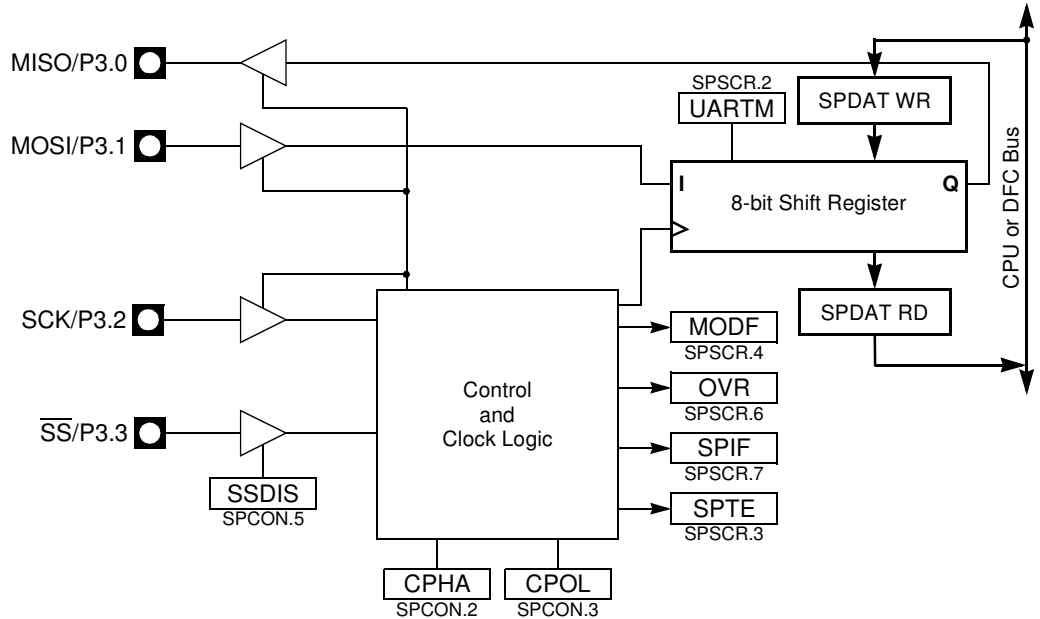 MISO/P3.0
MOSI/P3.1
SCK/P3.2
SS/P3.3
SSDIS
SPCON.5
SPSCR.2
UARTM
SPDAT WR
I
Q
8-bit Shift Register
SPDAT RD
CPU or DFC Bus
Control
and
Clock Logic
MODF
SPSCR.4
OVR
SPSCR.6
SPIF
SPSCR.7
SPTE
SPSCR.3
CPHA
SPCON.2
CPOL
SPCON.3